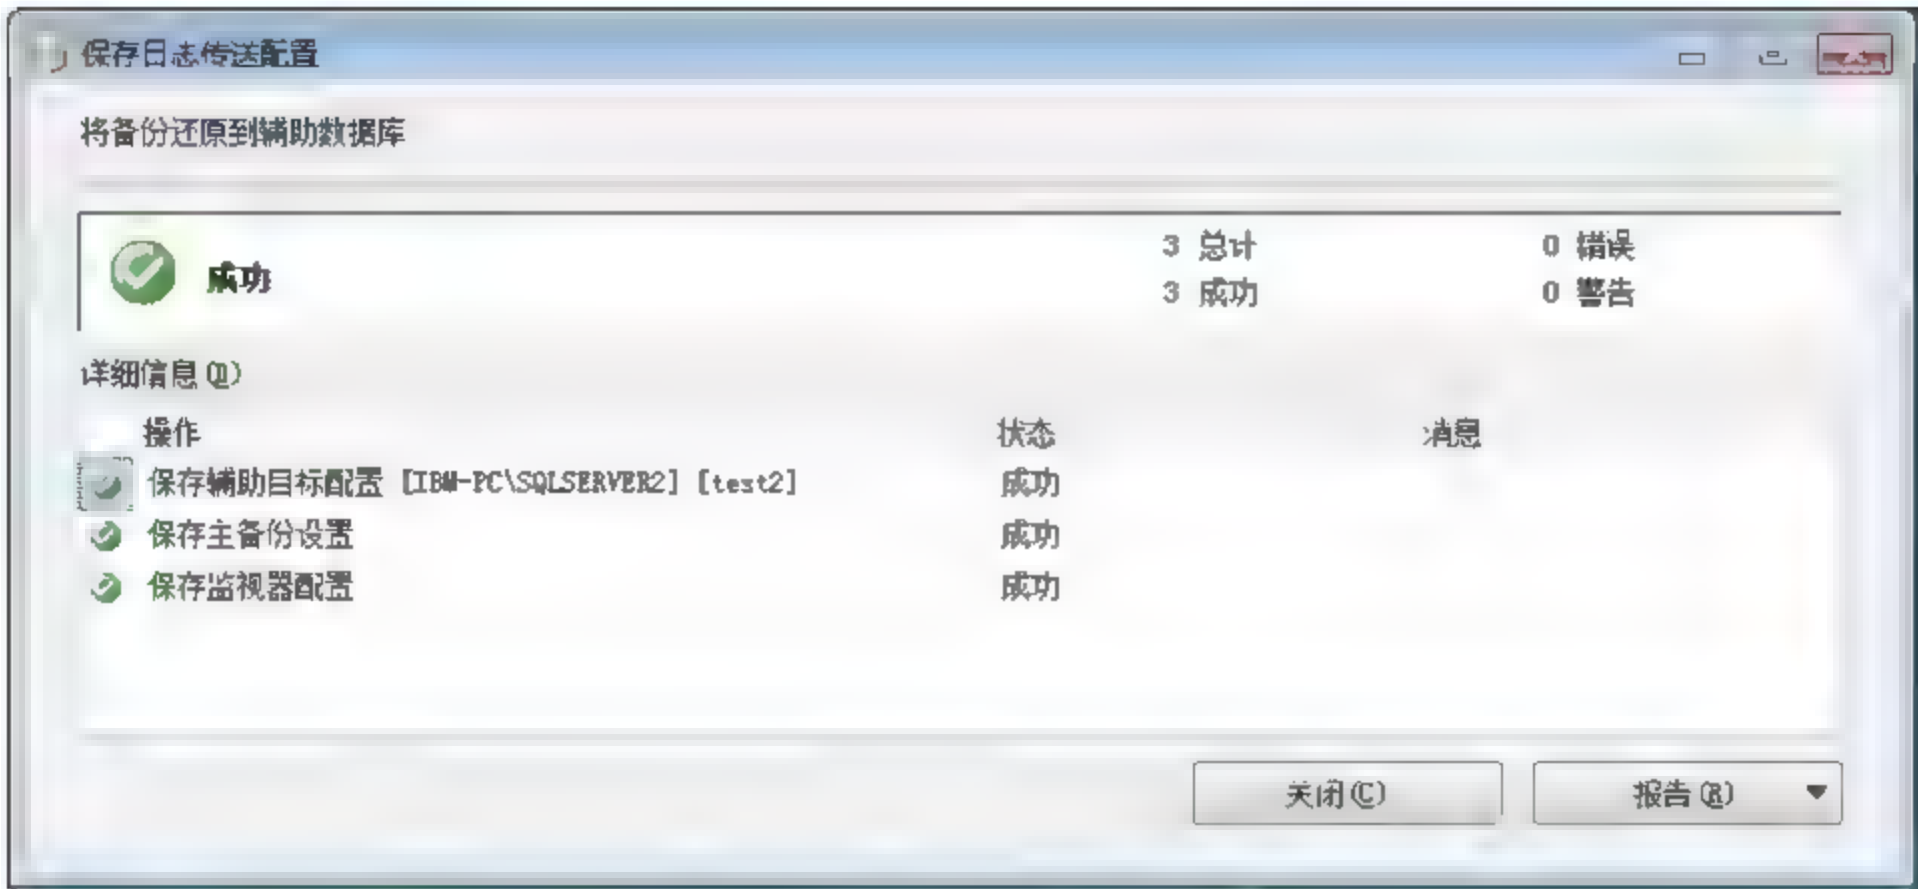 保存日志传送配置
将备份还原到辅助数据库
成功
3 总计
0 错误
3 成功
0 警告
详细信息(D)
操作 状态 消息
保存辅助目标配置 [IBM-PC\SQLSERVER2] [test2] 成功
保存主备份设置 成功
保存监视器配置 成功
关闭(C)
报告(R)